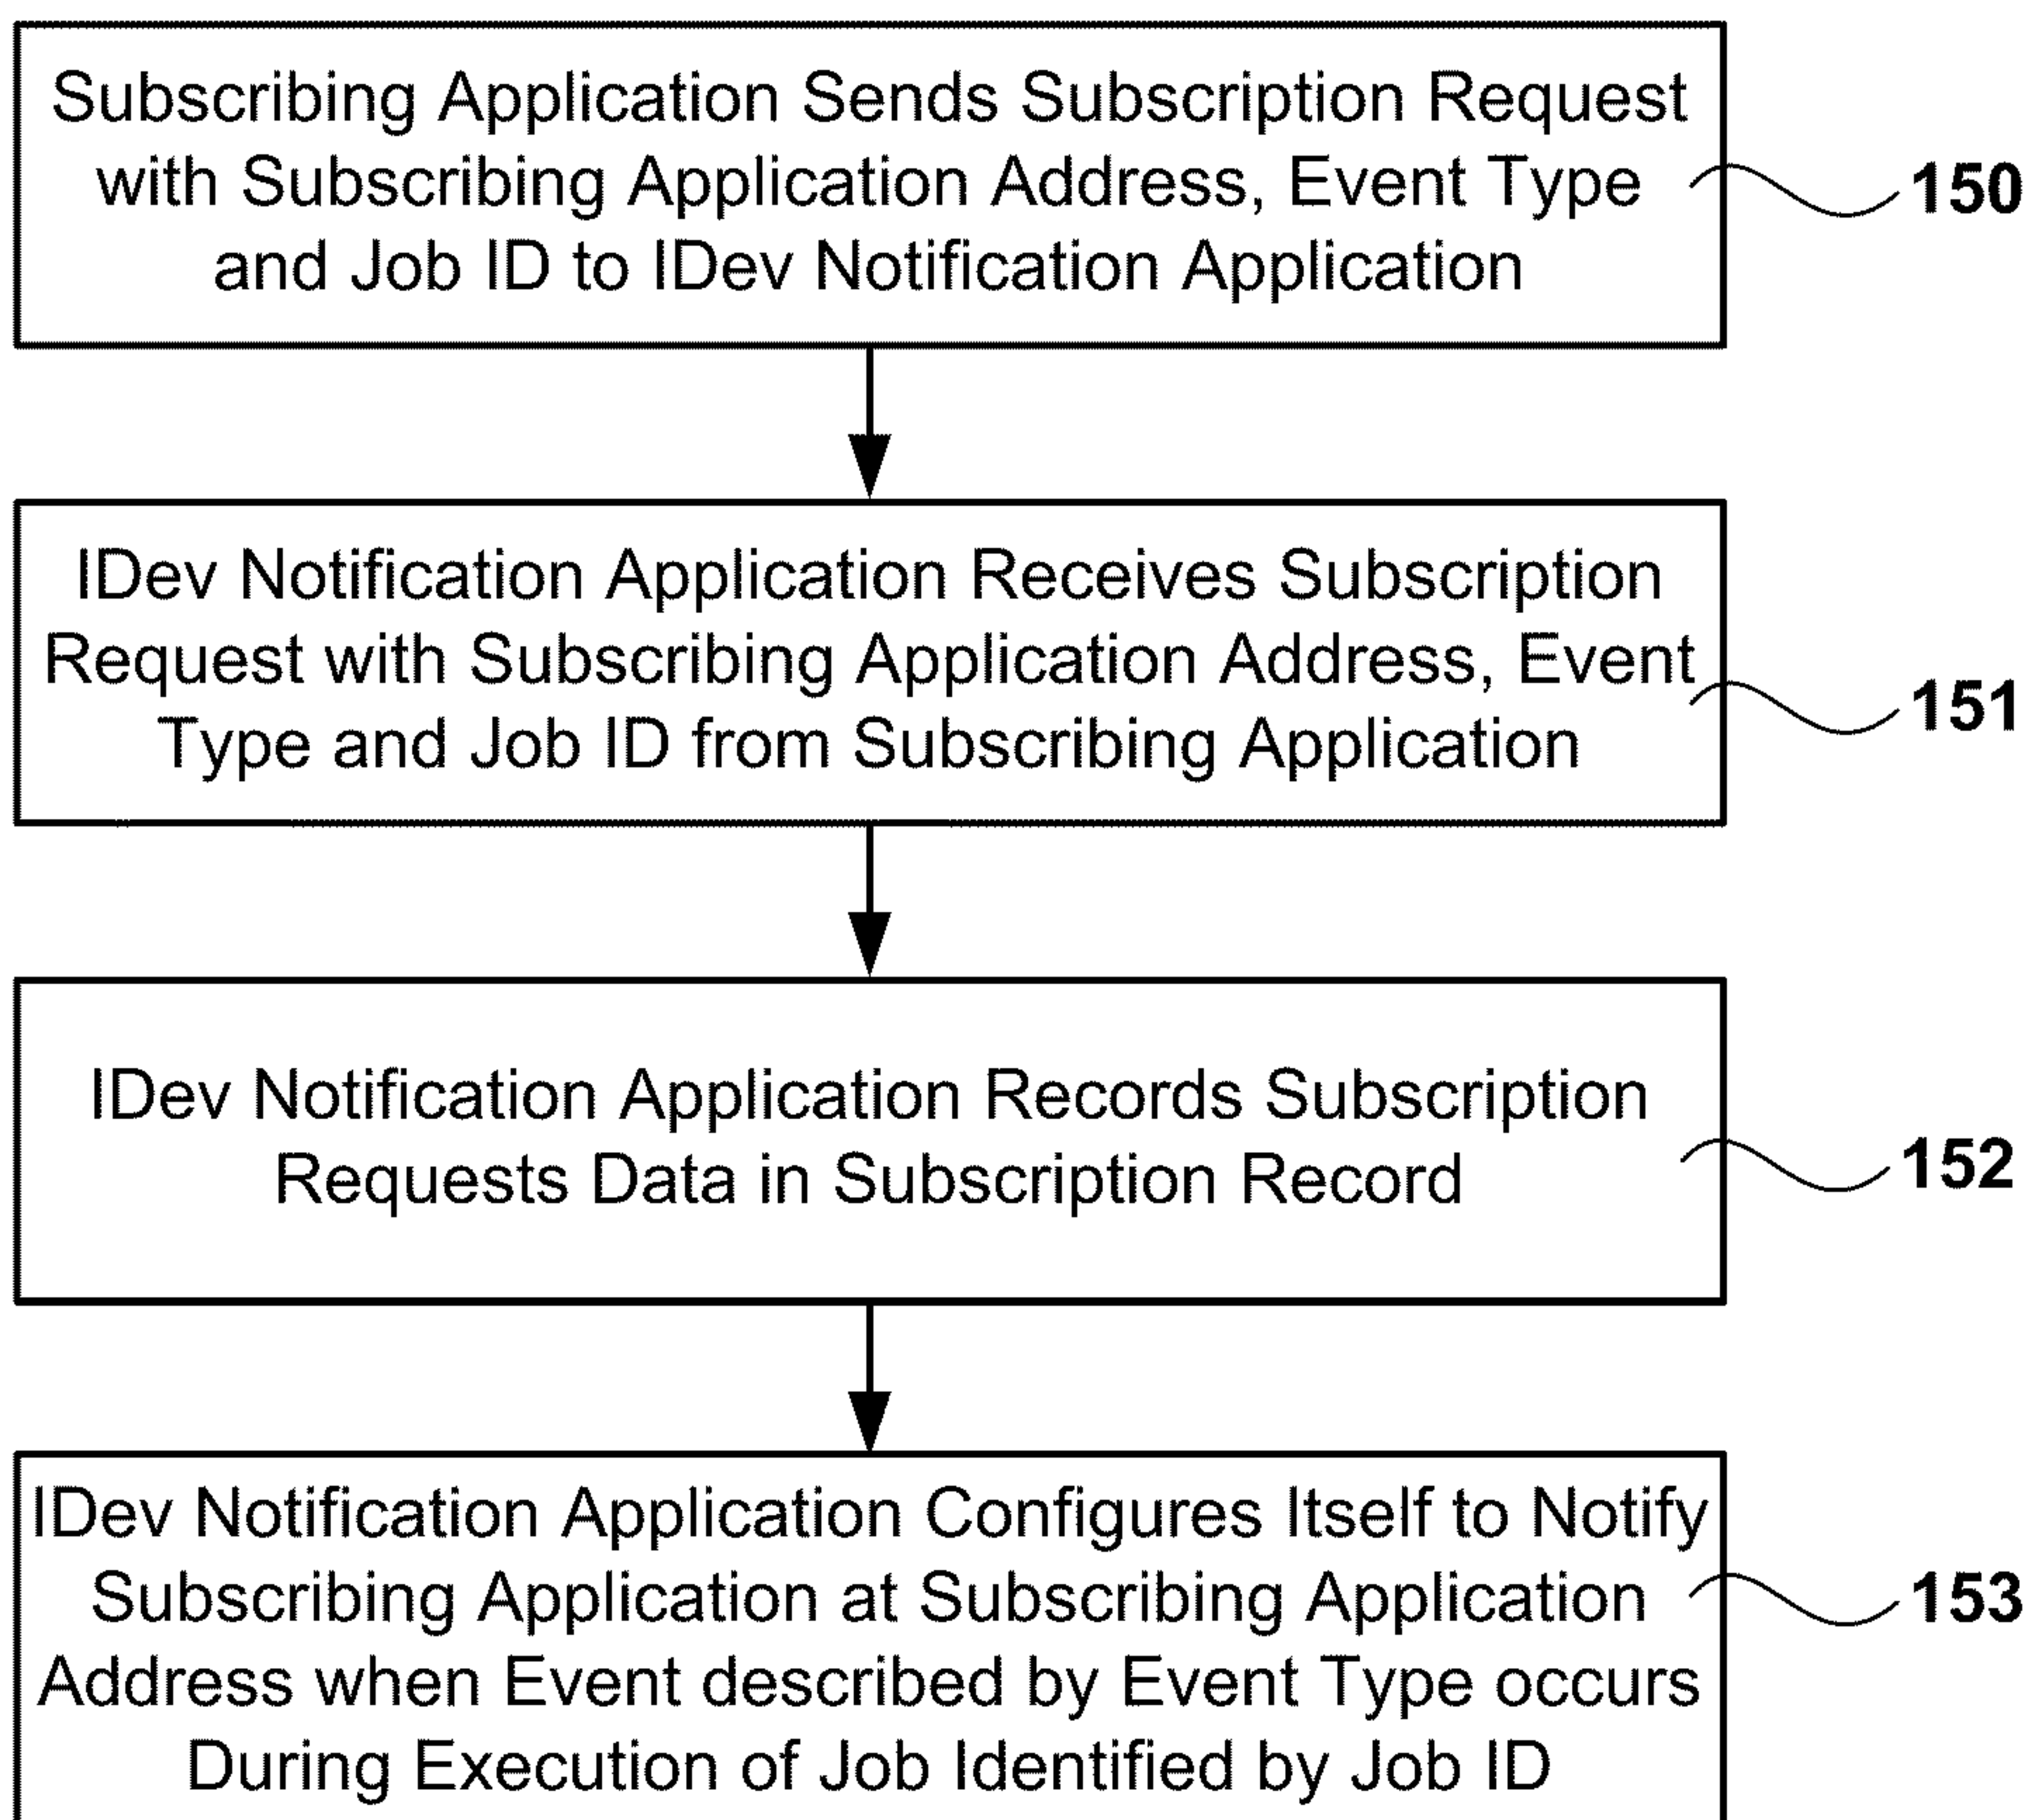 Subscribing Application Sends Subscription Request
with Subscribing Application Address, Event Type
and Job ID to IDev Notification Application
150
IDev Notification Application Receives Subscription
Request with Subscribing Application Address, Event
Type and Job ID from Subscribing Application
151
IDev Notification Application Records Subscription
Requests Data in Subscription Record
152
IDev Notification Application Configures Itself to Notify
Subscribing Application at Subscribing Application
Address when Event described by Event Type occurs
During Execution of Job Identified by Job ID
153